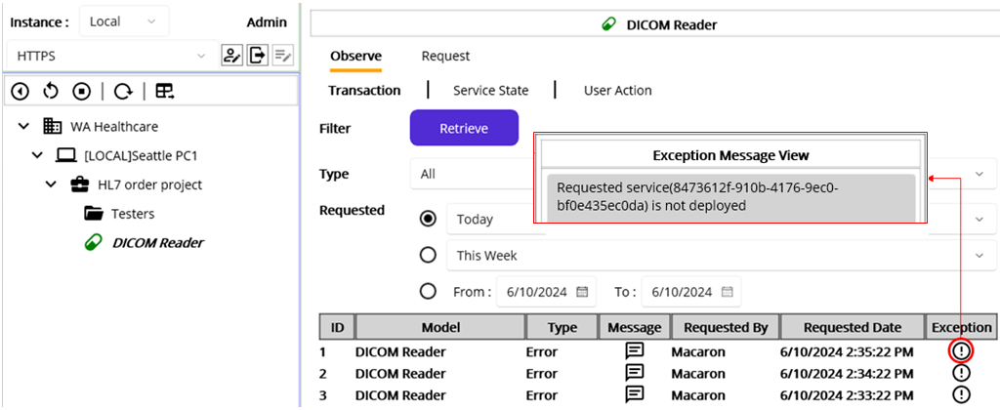 Instance : Local Admin
HTTPS
WA Healthcare
[LOCAL]Seattle PC1
HL7 order project
Testers
DICOM Reader
DICOM Reader
Observe Request
Transaction | Service State | User Action
Filter Retrieve
Type All
Exception Message View
Requested service(8473612f-910b-4176-9ec0-
bf0e435ec0da) is not deployed
Requested Today
This Week
From : 6/10/2024 To : 6/10/2024
ID Model Type Message Requested By Requested Date Exception
1 DICOM Reader Error Macaron 6/10/2024 2:35:22 PM
2 DICOM Reader Error Macaron 6/10/2024 2:34:22 PM
3 DICOM Reader Error Macaron 6/10/2024 2:33:22 PM